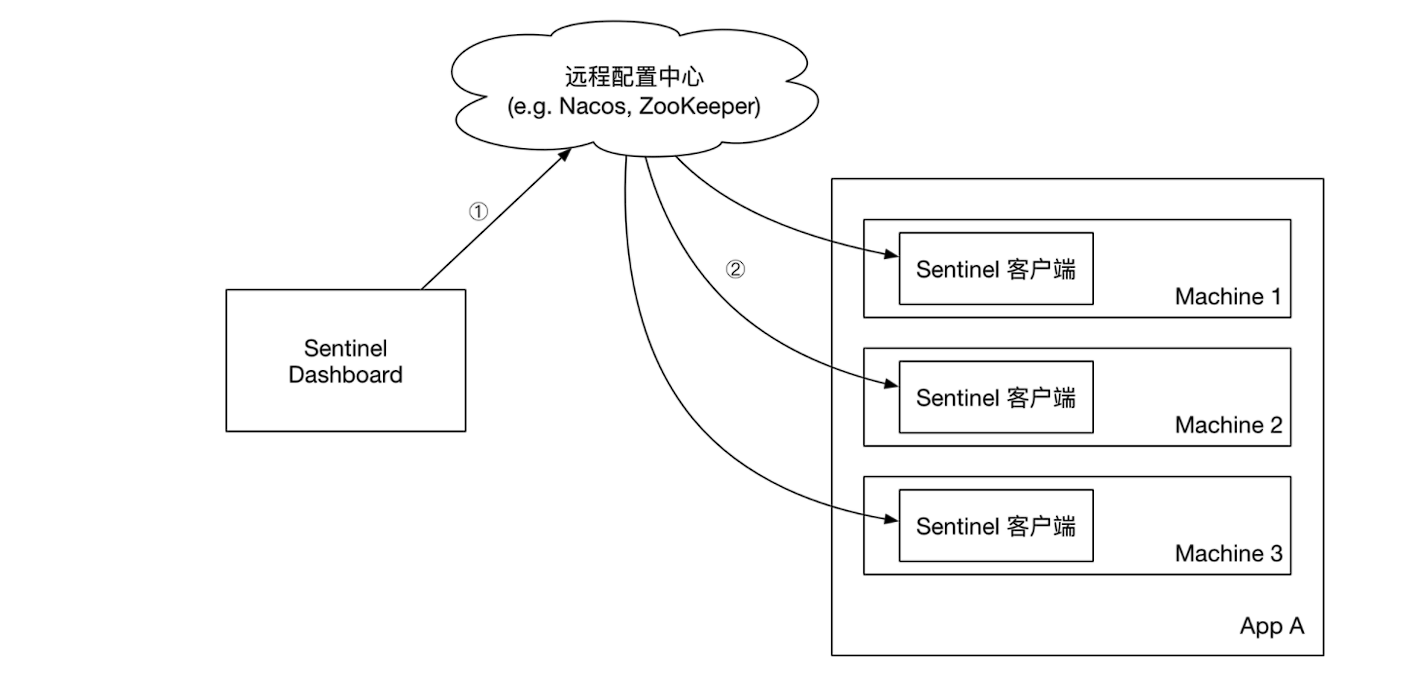 远程配置中心
(e.g. Nacos, ZooKeeper)
①
②
Sentinel
Dashboard
Sentinel 客户端
Machine 1
Sentinel 客户端
Machine 2
Sentinel 客户端
Machine 3
App A